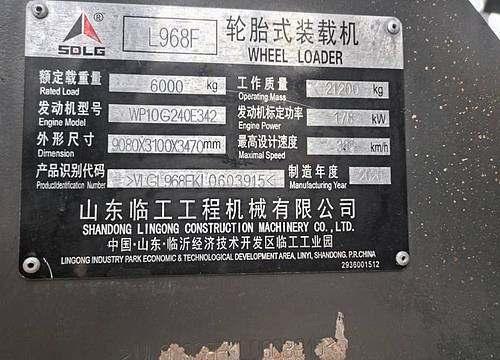 SDLG ® L968F 轮胎式装载机
WHEEL LOADER
额定载重量 6000 kg 工作质量 21200 kg
Rated Load Operating Mass
发动机型号 WP10G240E342 发动机标定功率 178 kW
Engine Model Engine Power
外形尺寸 9080X3100X3470mm 最高设计速度 km/h
Dimension Maximal Speed
产品识别代码 制造年度
Product Identification Number Manufacturing Year
山东临工工程机械有限公司
SHANDONG LINGONG CONSTRUCTION MACHINERY CO.,LTD.
中国·山东·临沂经济技术开发区临工工业园
LINGONG INDUSTRY PARK ECONOMIC & TECHNOLOGICAL DEVELOPMENT AREA, LINYI, SHANDONG, P.R.CHINA
2936001512